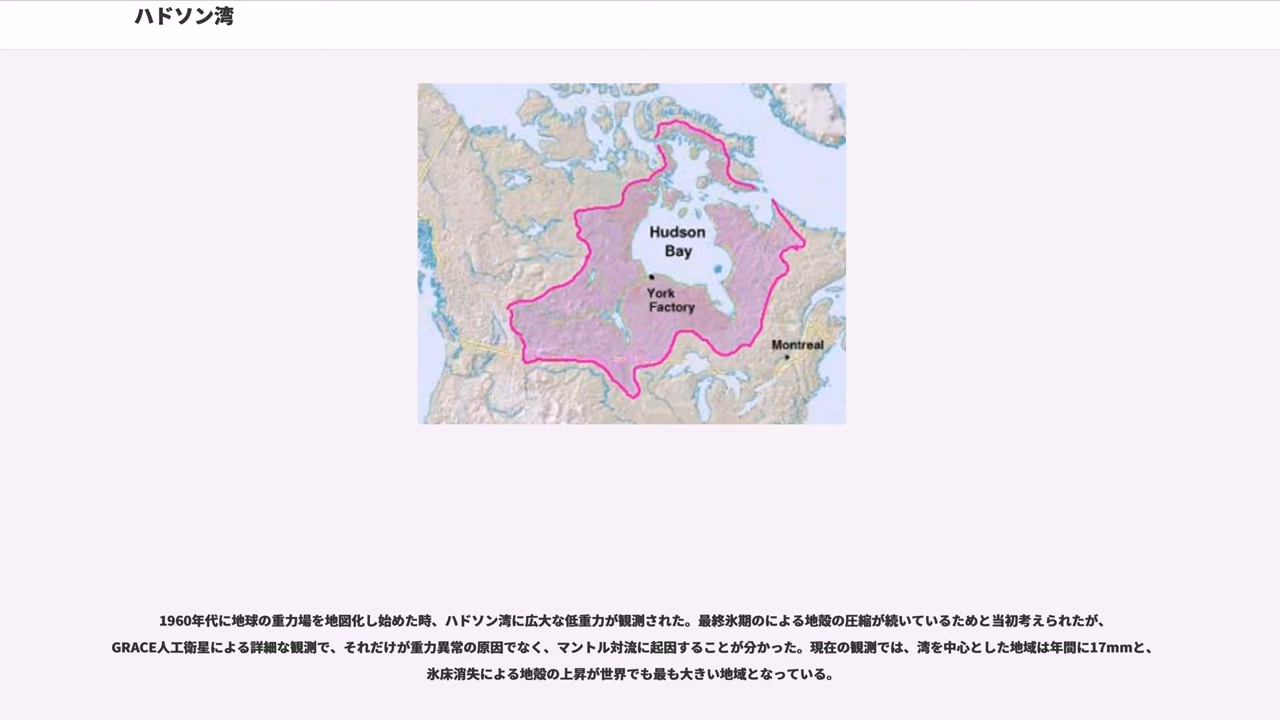 ハドソン湾
Hudson
Bay
York
Factory
Montreal
1960年代に地球の重力場を地図化し始めた時、ハドソン湾に広大な低重力が観測された。最終氷期のによる地殻の圧縮が続いているためと当初考えられたが、
GRACE人工衛星による詳細な観測で、それだけが重力異常の原因でなく、マントル対流に起因することが分かった。現在の観測では、湾を中心とした地域は年間に17mmと、
氷床消失による地殻の上昇が世界でも最も大きい地域となっている。